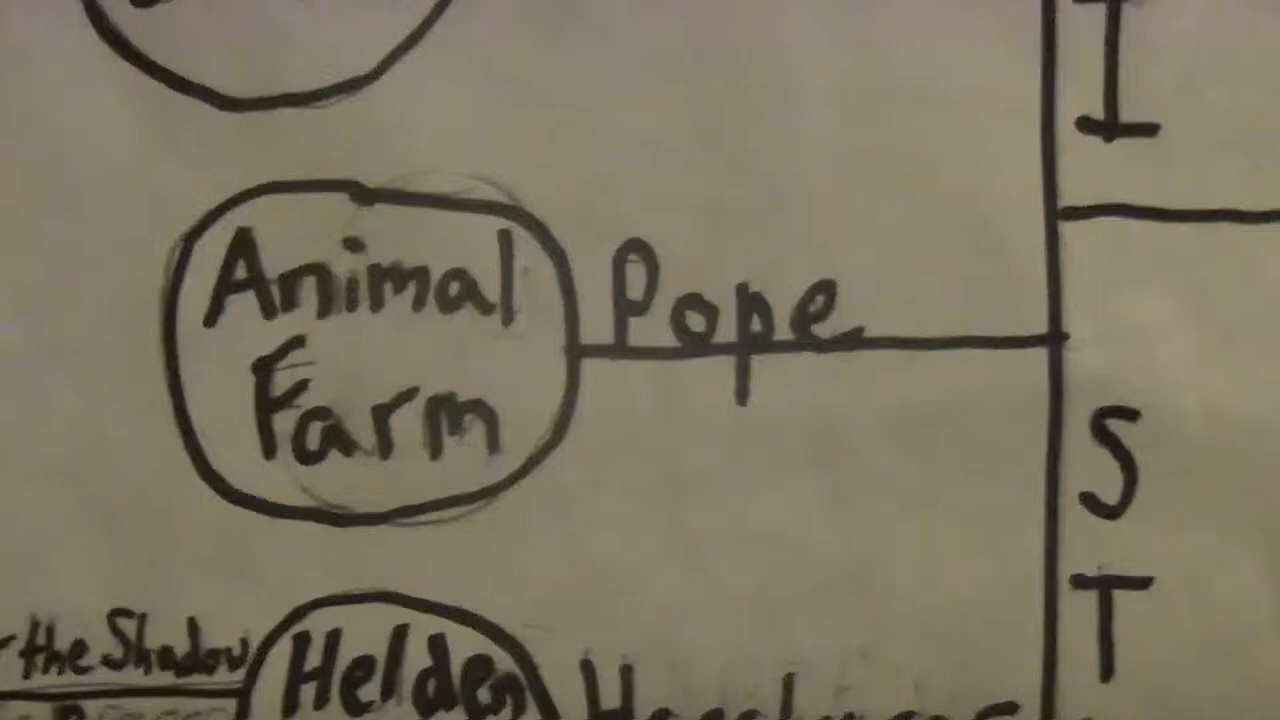 I
Animal
Farm
Pope
S
T
the Shadow
Helden